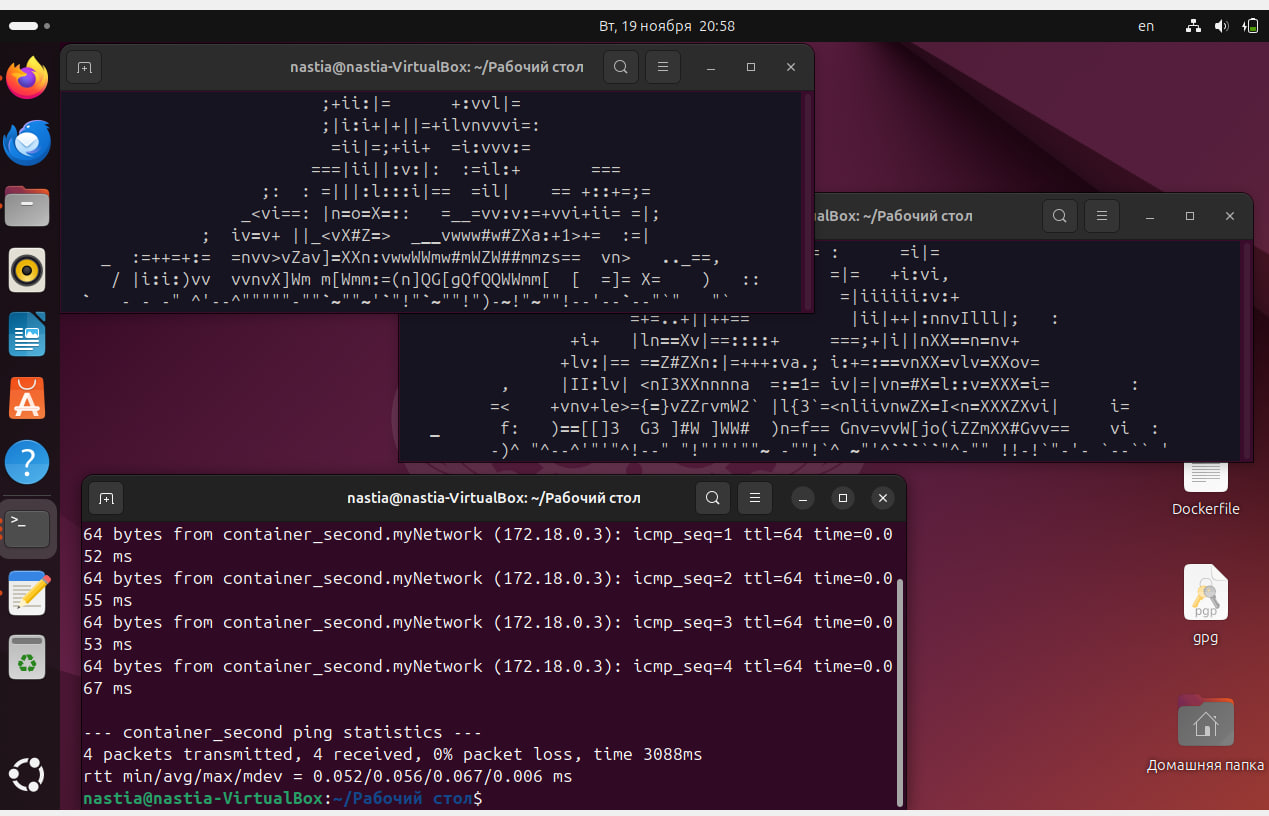 Вт, 19 ноября 20:58
en
nastia@nastia-VirtualBox: ~/Рабочий стол
;+ii:|= +:vvl|=
;|i:i+|+||=+ilvnvvvi=:
=ii|=;+ii+ =i:vvv:=
===|ii||:v:|: :=il:+ ===
;: : =|||:l:::i|== =il| == +::+=;=
_<vi==: |n=o=X=:: =__=vv:v:=+vvi+ii= =|;
; iv=v+ ||_<vX#Z=> ___vwww#w#ZXa:+1>+= :=|
_ :=++=+:= =nvv>vZav]=XXn:vwwWWmw#mWZW##mmzs== vn> .._==,
/ |i:i:)vv vvnvX]Wm m[Wmm:=(n]QG[gQfQQWWmm[ [ =]= X= ) ::
` - - -" ^'--^"""""-""`~""~'`"!"`~""!")-~!"~""!--'--`--"`" "`
alBox: ~/Рабочий стол
= : =i|=
=|= +i:vi,
=|iiiiii:v:+
=+=..+||++== |ii|++|:nnvIlll|; :
+i+ |ln==Xv|==::::+ ===;+|i||nXX==n=nv+
+lv:|== ==Z#ZXn:|=+++:va.; i:+=:==vnXX=vlv=XXov=
, |II:lv| <nI3XXnnnna =:=1= iv|=|vn=#X=l::v=XXX=i= :
=< +vnv+le>={=}vZZrvmW2` |l{3`=<nliivnwZX=I<n=XXXZXvi| i=
_ f: )==[[]3 G3 ]#W ]WW# )n=f== Gnv=vvW[jo(iZZmXX#Gvv== vi :
-)^ "^--^'"'"^!--" "!"'"'""~ -""!`^ ~"'^`````"^-"" !!-!`"-'- `--`` '
nastia@nastia-VirtualBox: ~/Рабочий стол
64 bytes from container_second.myNetwork (172.18.0.3): icmp_seq=1 ttl=64 time=0.0
52 ms
64 bytes from container_second.myNetwork (172.18.0.3): icmp_seq=2 ttl=64 time=0.0
55 ms
64 bytes from container_second.myNetwork (172.18.0.3): icmp_seq=3 ttl=64 time=0.0
53 ms
64 bytes from container_second.myNetwork (172.18.0.3): icmp_seq=4 ttl=64 time=0.0
67 ms
--- container_second ping statistics ---
4 packets transmitted, 4 received, 0% packet loss, time 3088ms
rtt min/avg/max/mdev = 0.052/0.056/0.067/0.006 ms
nastia@nastia-VirtualBox:~/Рабочий стол$
Dockerfile
pgp
gpg
Домашняя папка